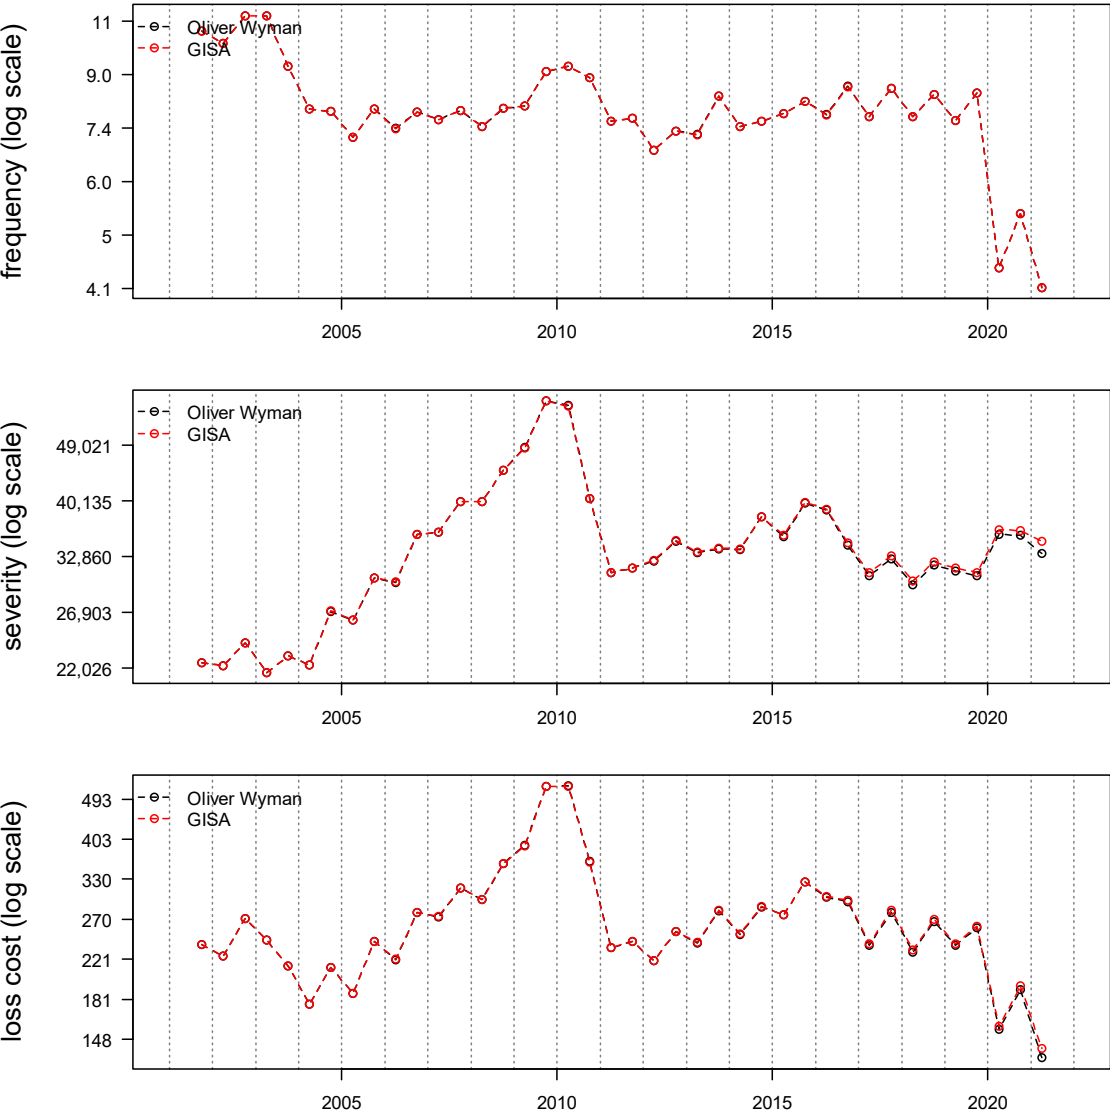 frequency (log scale)
11
9.0
7.4
6.0
5
4.1
Oliver Wyman
GISA
2005 2010 2015 2020
severity (log scale)
49,021
40,135
32,860
26,903
22,026
Oliver Wyman
GISA
2005 2010 2015 2020
loss cost (log scale)
493
403
330
270
221
181
148
Oliver Wyman
GISA
2005 2010 2015 2020